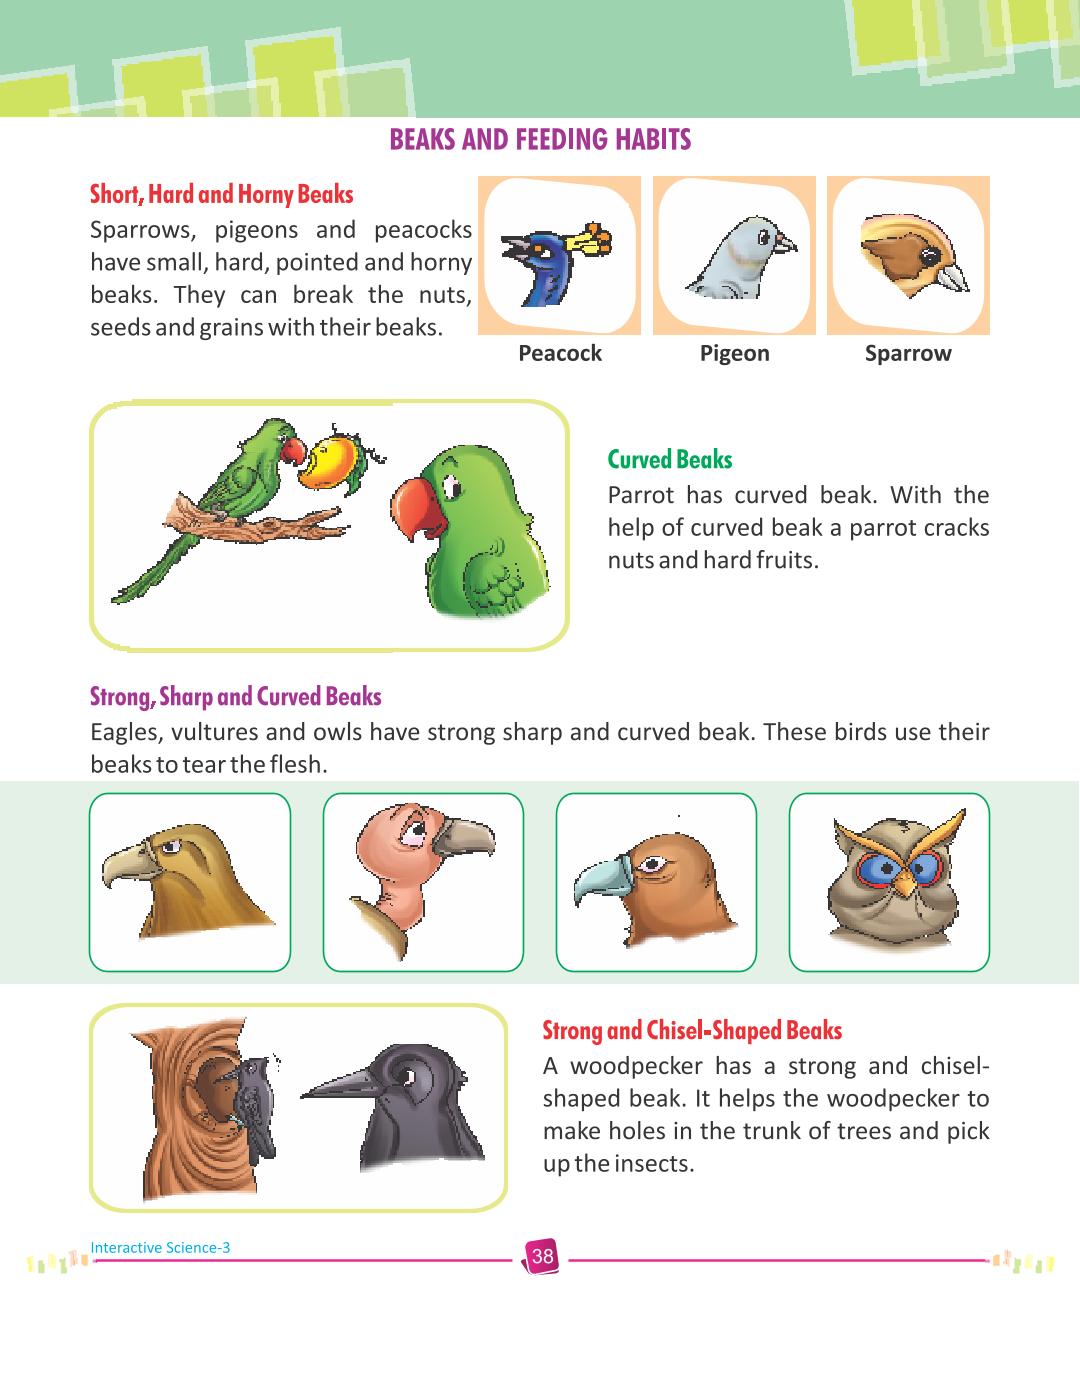 BEAKS AND FEEDING HABITS
Short, Hard and Horny Beaks
Sparrows, pigeons and peacocks
have small, hard, pointed and horny
beaks. They can break the nuts,
seeds and grains with their beaks.
Peacock
Pigeon
Sparrow
Curved Beaks
Parrot has curved beak. With the
help of curved beak a parrot cracks
nuts and hard fruits.
Strong, Sharp and Curved Beaks
Eagles, vultures and owls have strong sharp and curved beak. These birds use their
beaks to tear the flesh.
Strong and Chisel-Shaped Beaks
A woodpecker has a strong and chisel-
shaped beak. It helps the woodpecker to
make holes in the trunk of trees and pick
up the insects.
Interactive Science-3
38